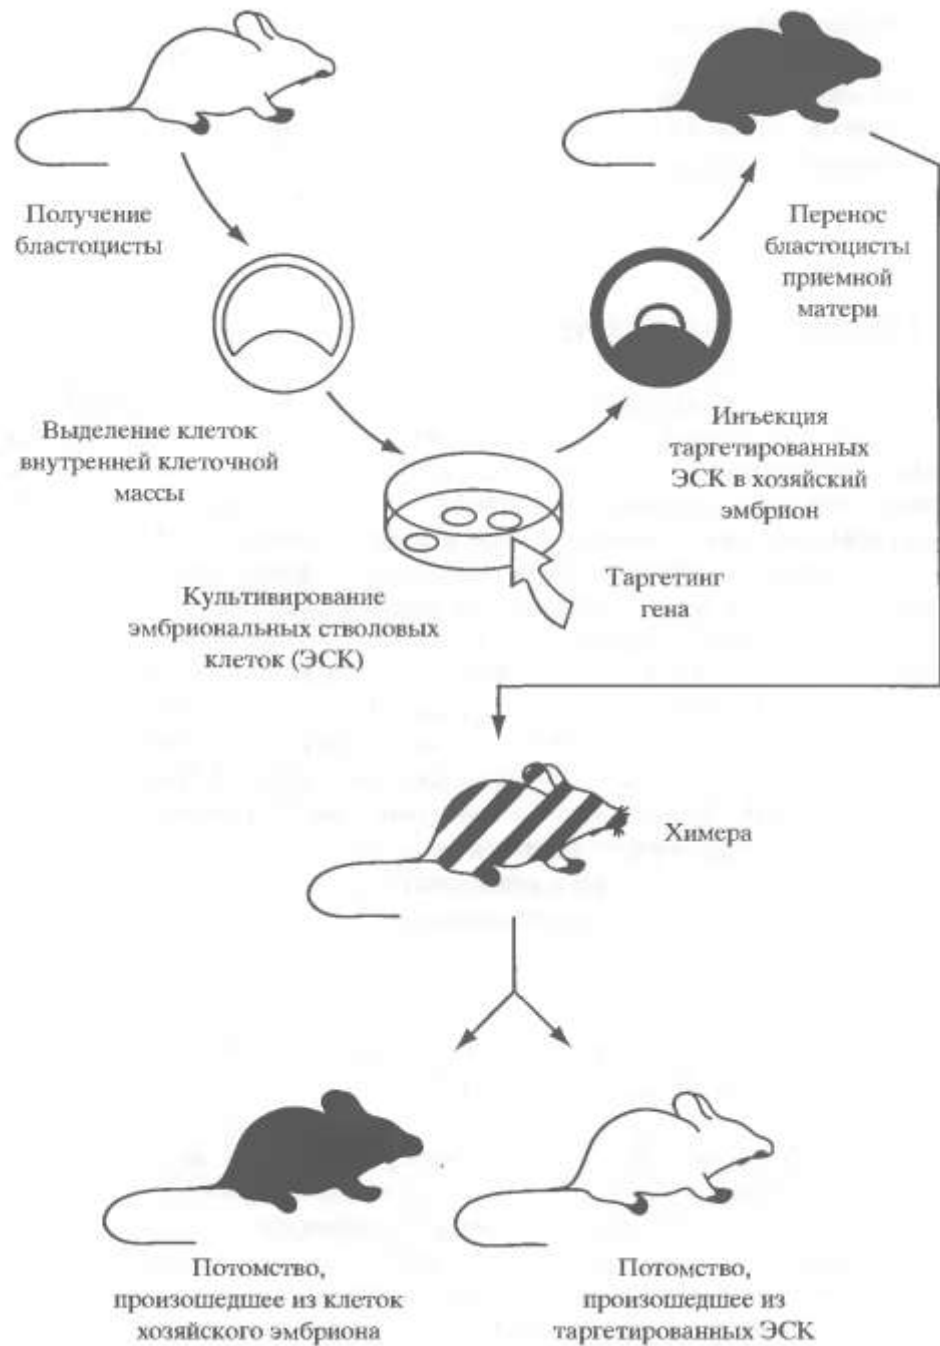 Получение
бластоцисты
Перенос
бластоцисты
приемной
матери
Выделение клеток
внутренней клеточной
массы
Инъекция
таргетированных
ЭСК в хозяйский
эмбрион
Таргетинг
гена
Культивирование
эмбриональных стволовых
клеток (ЭСК)
Химера
Потомство,
произошедшее из клеток
хозяйского эмбриона
Потомство,
произошедшее из
таргетированных ЭСК